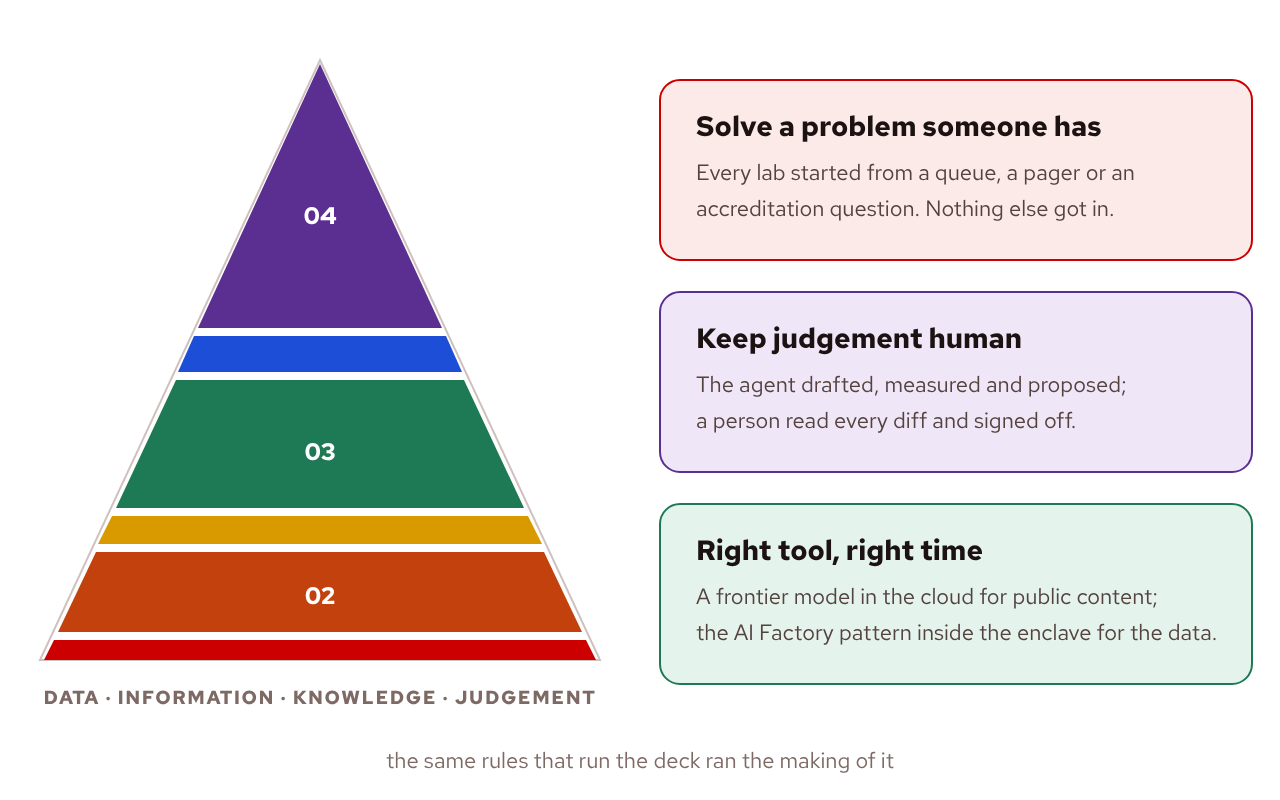 04
03
02
DATA · INFORMATION · KNOWLEDGE · JUDGEMENT
Solve a problem someone has
Every lab started from a queue, a pager or an
accreditation question. Nothing else got in.
Keep judgement human
The agent drafted, measured and proposed;
a person read every diff and signed off.
Right tool, right time
A frontier model in the cloud for public content;
the AI Factory pattern inside the enclave for the data.
the same rules that run the deck ran the making of it